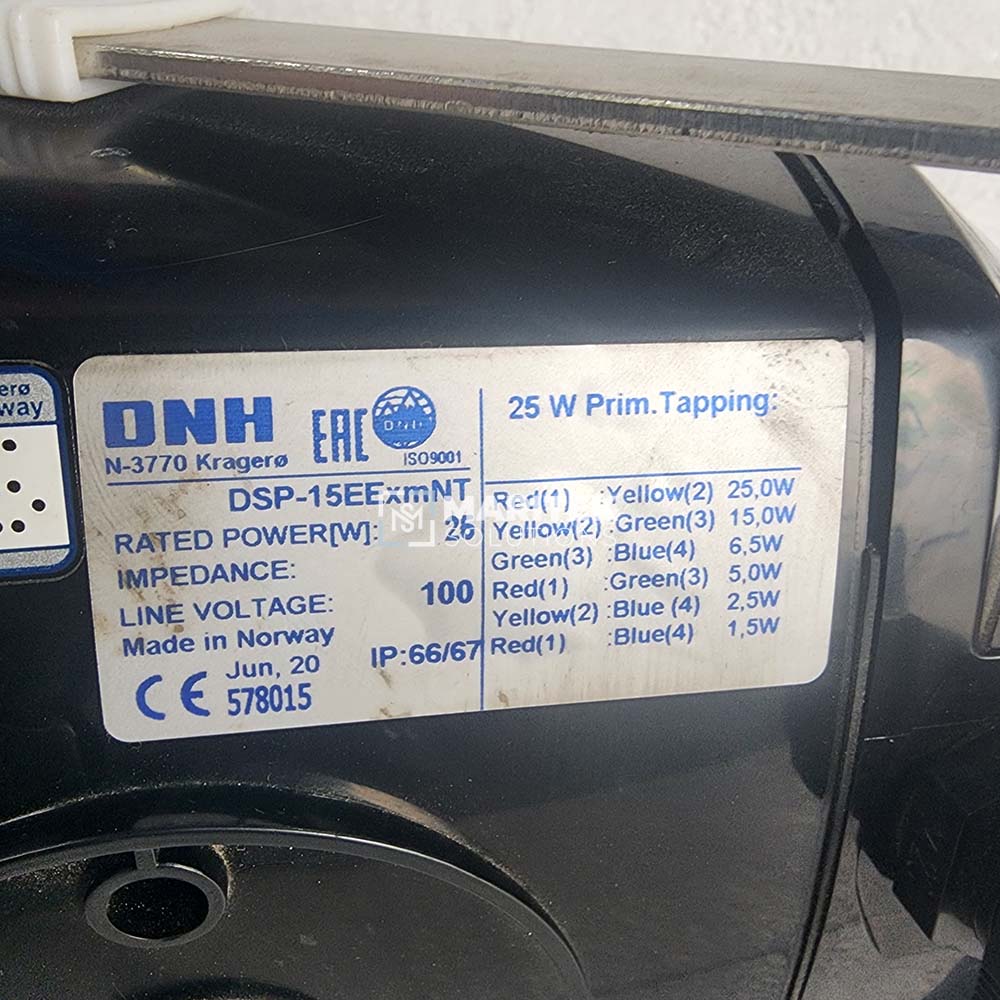 erø
way
DNH
N-3770 Kragerø
EAC
DNH
ISO9001
DSP-15EExmNT
RATED POWER[W]: 25
IMPEDANCE:
LINE VOLTAGE: 100
Made in Norway
Jun, 20
IP:66/67
CE 578015
25 W Prim.Tapping:
Red(1) :Yellow(2) 25,0W
Yellow(2) :Green(3) 15,0W
Green(3) :Blue(4) 6,5W
Red(1) :Green(3) 5,0W
Yellow(2) :Blue (4) 2,5W
Red(1) :Blue(4) 1,5W